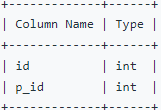 +-------------+------+
| Column Name | Type |
+-------------+------+
| id          | int  |
| p_id        | int  |
+-------------+------+